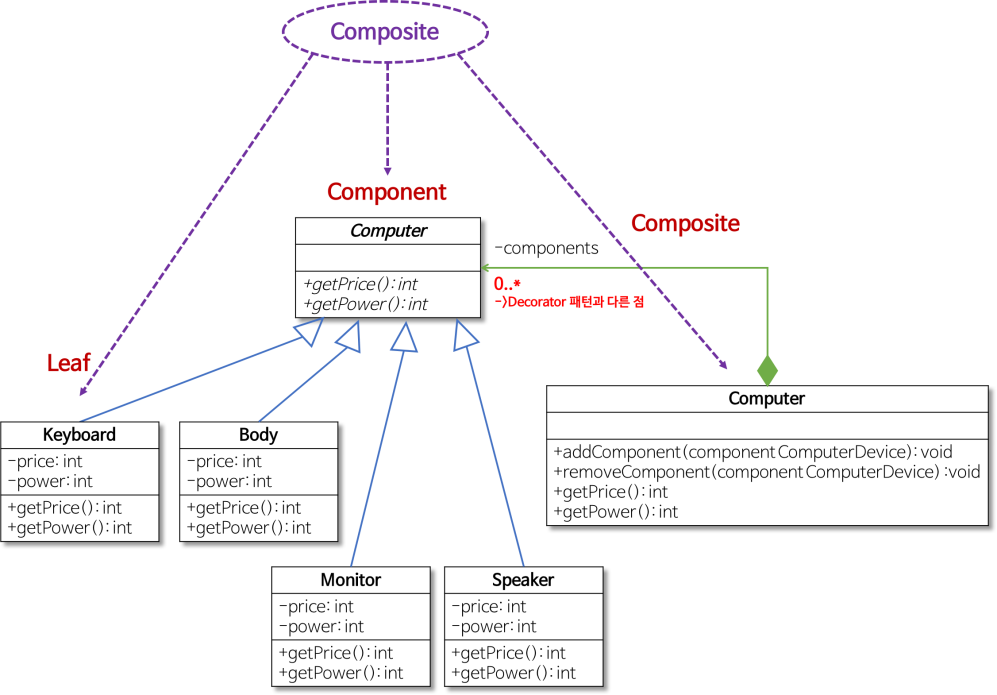 Composite
Component
Computer
+getPrice(): int
+getPower(): int
-components
0..*
->Decorator 패턴과 다른 점
Composite
Leaf
Keyboard
-price: int
-power: int
+getPrice(): int
+getPower(): int
Body
-price: int
-power: int
+getPrice(): int
+getPower(): int
Computer
+addComponent(component ComputerDevice): void
+removeComponent(component ComputerDevice) :void
+getPrice(): int
+getPower(): int
Monitor
-price: int
-power: int
+getPrice(): int
+getPower(): int
Speaker
-price: int
-power: int
+getPrice(): int
+getPower(): int